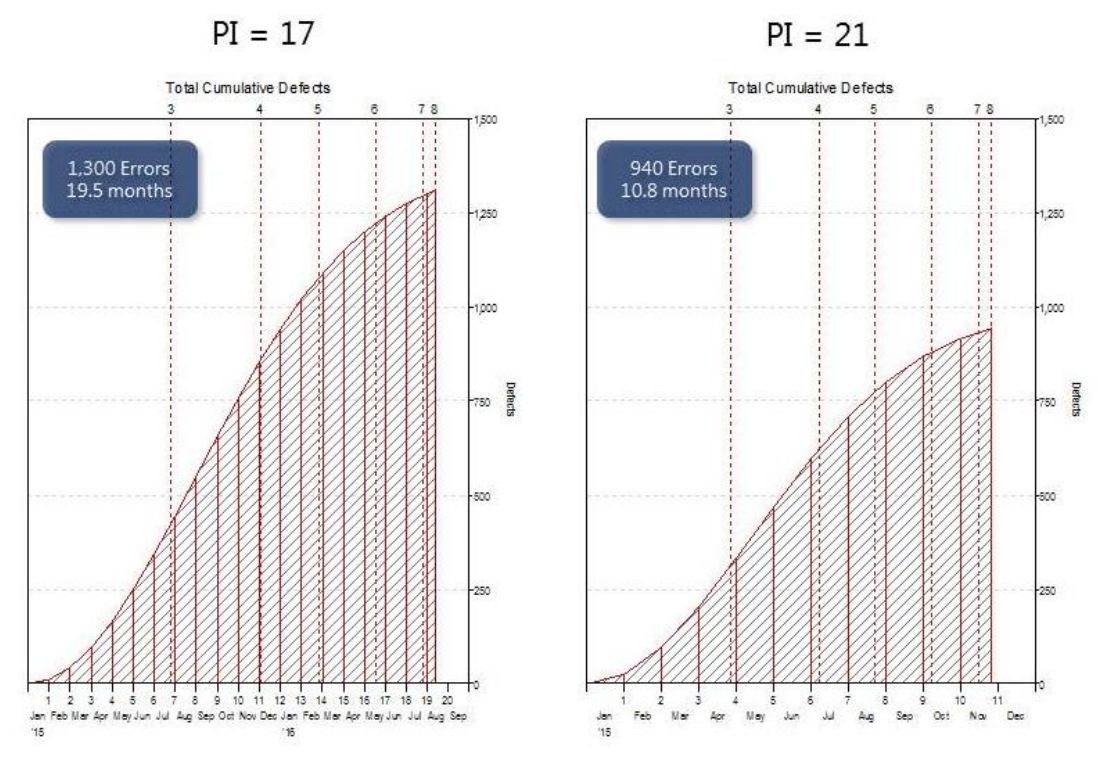 PI = 17
Total Cumulative Defects
3 4 5 6 7 8
1,300 Errors
19.5 months
1,500
1,250
1,000
750
500
250
0
Defects
1 2 3 4 5 6 7 8 9 10 11 12 13 14 15 16 17 18 19 20
Jan Feb Mar Apr May Jun Jul Aug Sep Oct Nov Dec Jan Feb Mar Apr May Jun Jul Aug Sep
'15 '16
PI = 21
Total Cumulative Defects
3 4 5 6 7 8
940 Errors
10.8 months
1,500
1,250
1,000
750
500
250
0
Defects
1 2 3 4 5 6 7 8 9 10 11
Jan Feb Mar Apr May Jun Jul Aug Sep Oct Nov Dec
'15